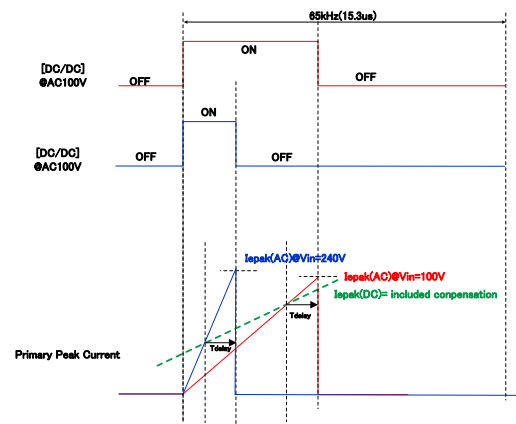 65kHz(15.3us)
ON
[DC/DC]
@AC100V
OFF
OFF
ON
[DC/DC]
@AC100V
OFF
OFF
Iepak(AC)@Vin=240V
Iepak(AC)@Vin=100V
Iepak(DC)= included conpensation
Tdelay
Tdelay
Primary Peak Current